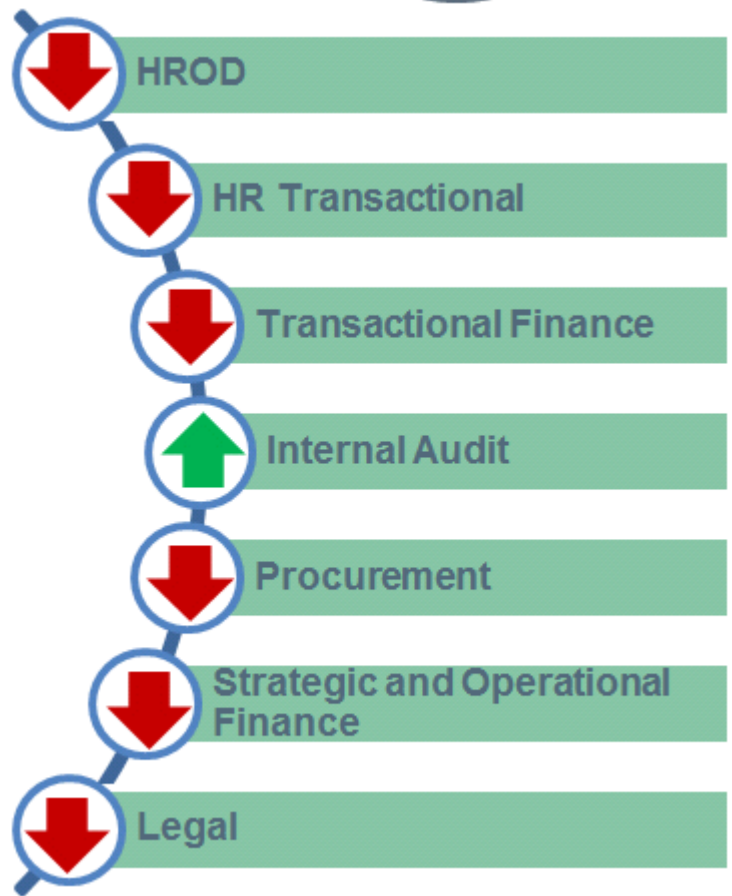 HROD
HR Transactional
Transactional Finance
Internal Audit
Procurement
Strategic and Operational
Finance
Legal